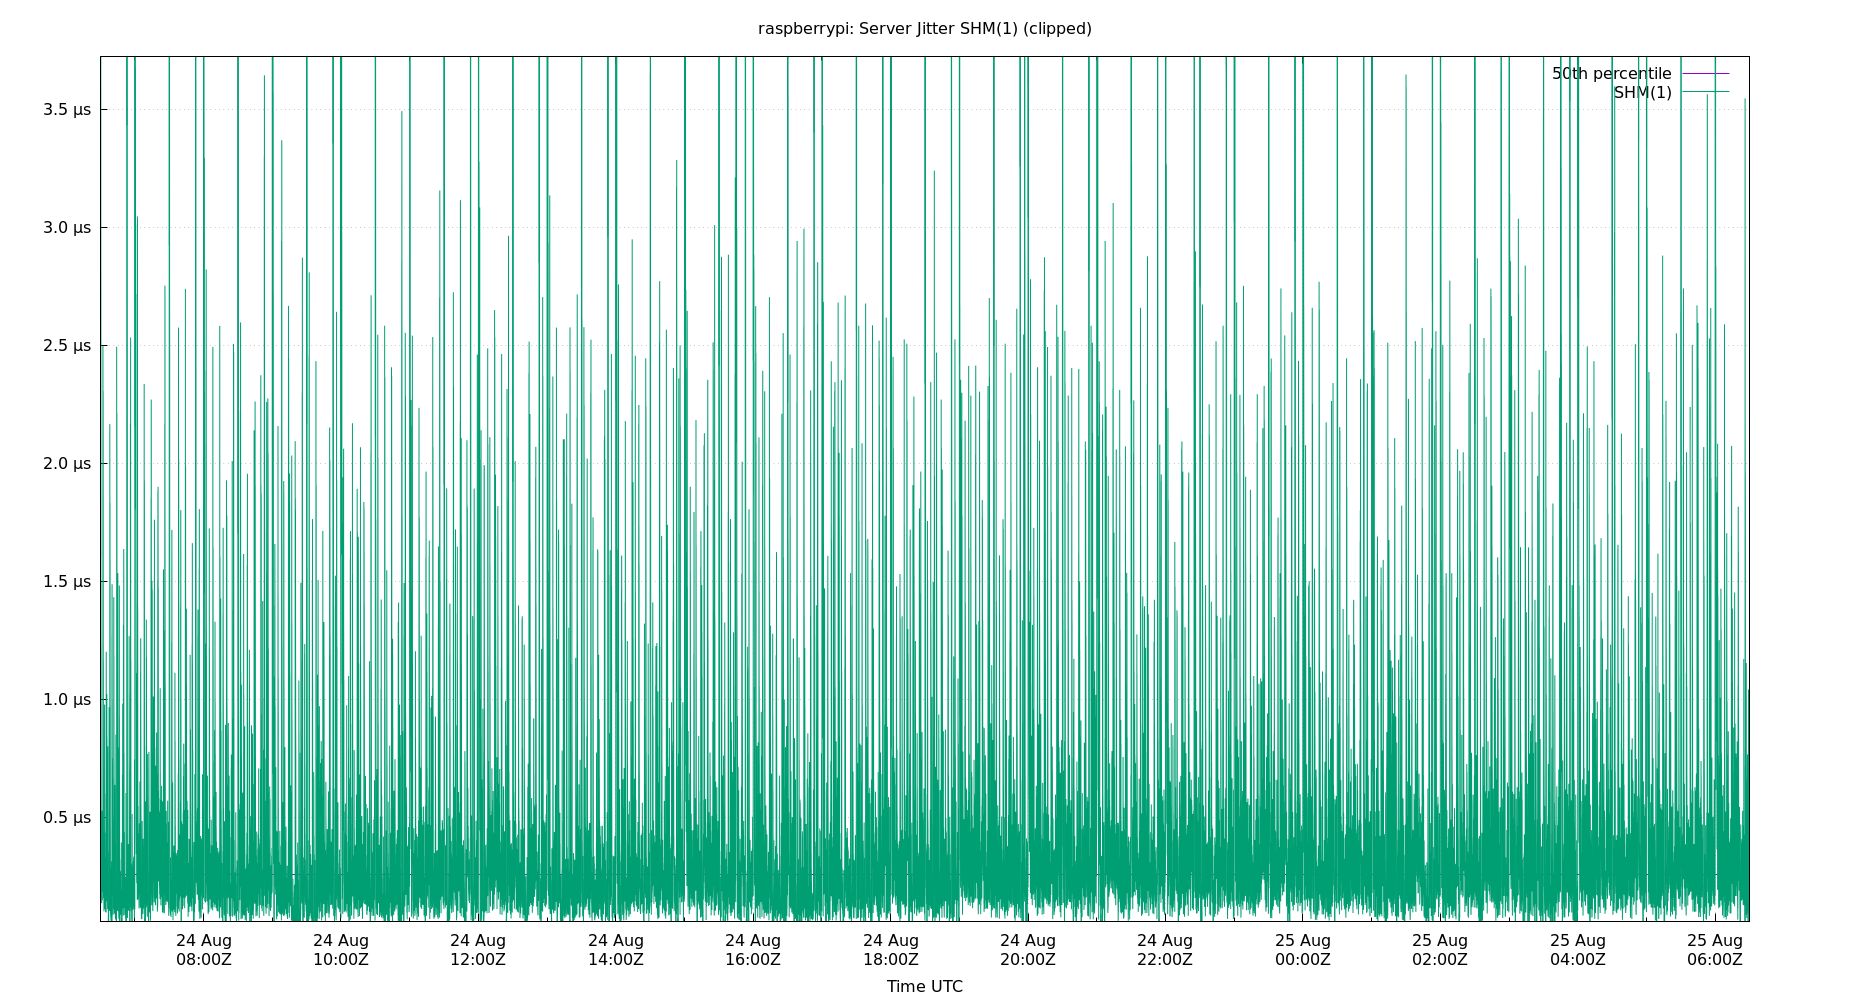 raspberrypi: Server Jitter SHM(1) (clipped)
50th percentile
SHM(1)
3.5 µs
3.0 µs
2.5 µs
2.0 µs
1.5 µs
1.0 µs
0.5 µs
24 Aug 24 Aug 24 Aug 24 Aug 24 Aug 24 Aug 24 Aug 24 Aug 25 Aug 25 Aug 25 Aug 25 Aug
08:00Z 10:00Z 12:00Z 14:00Z 16:00Z 18:00Z 20:00Z 22:00Z 00:00Z 02:00Z 04:00Z 06:00Z
Time UTC